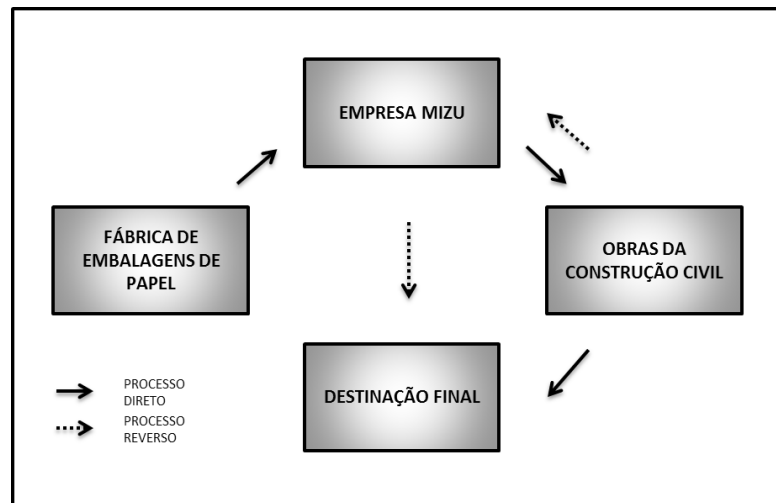 EMPRESA MIZU
FÁBRICA DE
EMBALAGENS DE
PAPEL
OBRAS DA
CONSTRUÇÃO CIVIL
DESTINAÇÃO FINAL
PROCESSO
DIRETO
PROCESSO
REVERSO